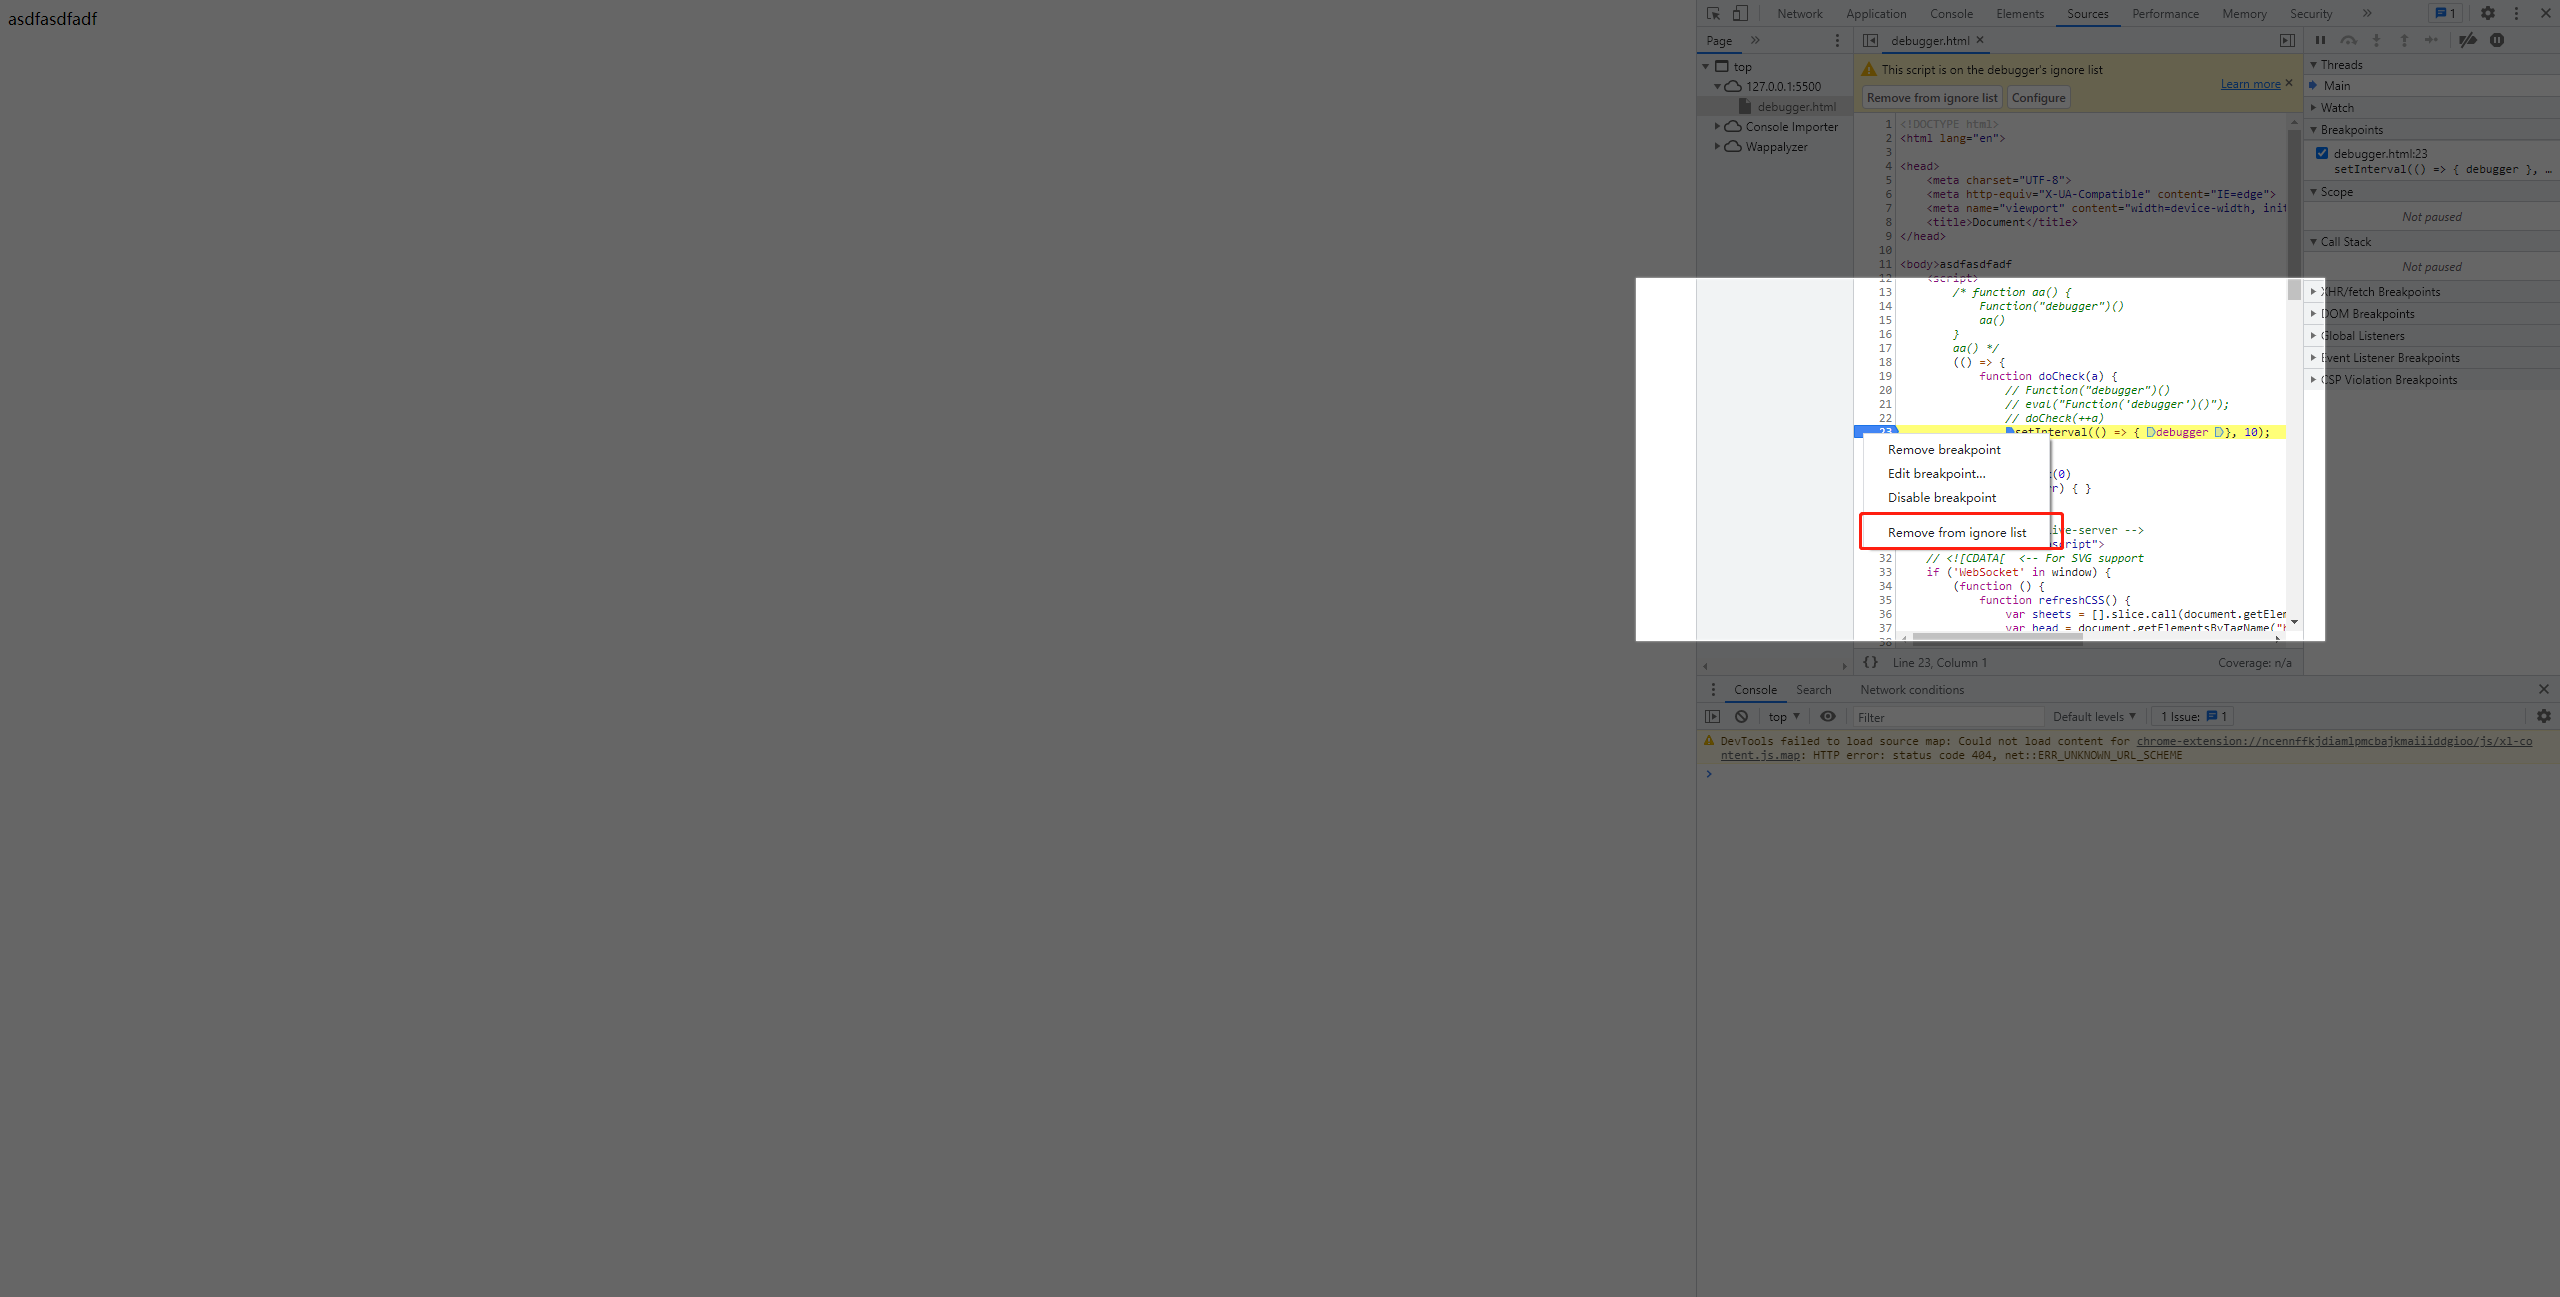 asdfasdfadf
Network Application Console Elements Sources Performance Memory Security » 1
Page » debugger.html ×
top
127.0.0.1:5500
debugger.html
Console Importer
Wappalyzer
This script is on the debugger's ignore list
Learn more ×
Remove from ignore list Configure
1 <!DOCTYPE html>
2 <html lang="en">
3
4 <head>
5 <meta charset="UTF-8">
6 <meta http-equiv="X-UA-Compatible" content="IE=edge">
7 <meta name="viewport" content="width=device-width, init
8 <title>Document</title>
9 </head>
10
11 <body>asdfasdfadf
12 <script>
13 /* function aa() {
14 Function("debugger")()
15 aa()
16 }
17 aa() */
18 (() => {
19 function doCheck(a) {
20 // Function("debugger")()
21 // eval("Function('debugger')()");
22 // doCheck(++a)
23 setInterval(() => { debugger }, 10);
Remove breakpoint
Edit breakpoint...
(0)
r) { }
Disable breakpoint
Remove from ignore list
ive-server -->
script">
32 // <![CDATA[ <-- For SVG support
33 if ('WebSocket' in window) {
34 (function () {
35 function refreshCSS() {
36 var sheets = [].slice.call(document.getElem
37 var head = document.getElementsByTagName("h
38
{} Line 23, Column 1 Coverage: n/a
Threads
Main
Watch
Breakpoints
debugger.html:23
setInterval(() => { debugger }, …
Scope
Not paused
Call Stack
Not paused
XHR/fetch Breakpoints
DOM Breakpoints
Global Listeners
Event Listener Breakpoints
CSP Violation Breakpoints
Console Search Network conditions
top Filter Default levels 1 Issue: 1
DevTools failed to load source map: Could not load content for chrome-extension://ncennffkjdiamlpmcbajkmaiiiddgioo/js/xl-co
ntent.js.map: HTTP error: status code 404, net::ERR_UNKNOWN_URL_SCHEME